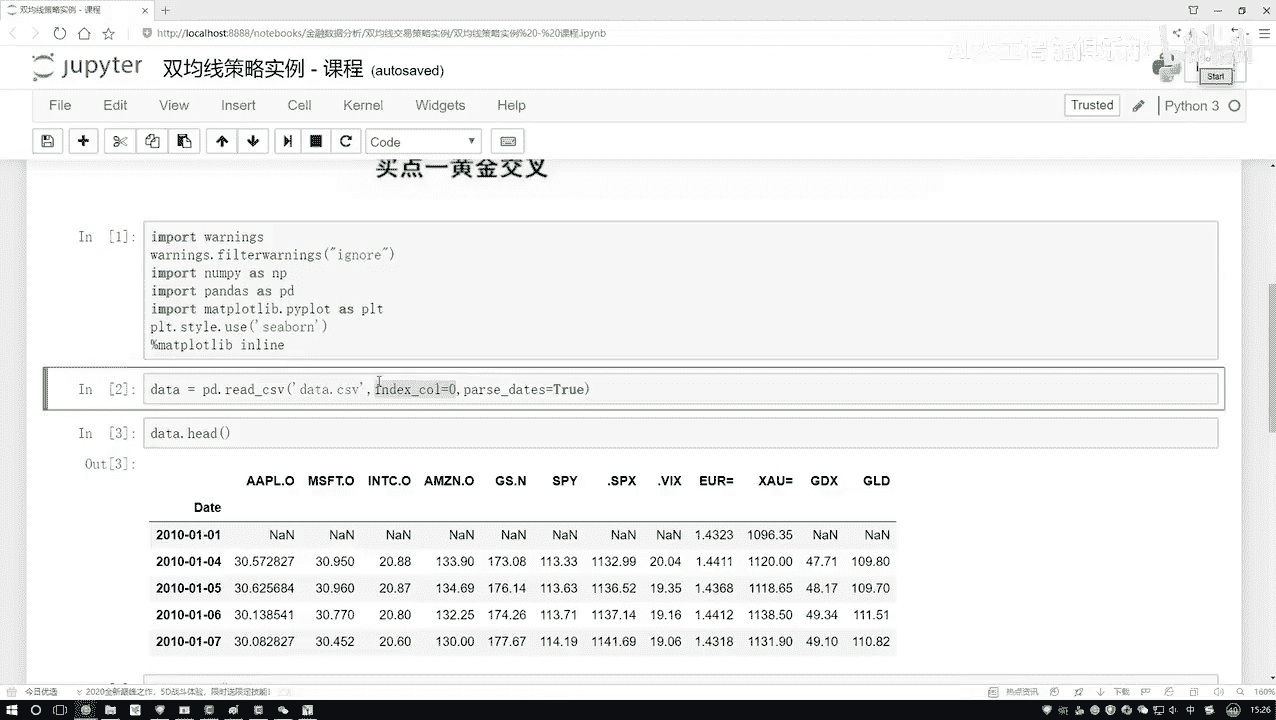 双均线策略实例 - 课程
http://localhost:8888/notebooks/金融数据分析/双均线交易策略实例/双均线策略实例%20-%20课程.ipynb
jupyter 双均线策略实例 - 课程 (autosaved)
Start
File Edit View Insert Cell Kernel Widgets Help Trusted Python 3
Code
买点一黄金交叉
In [1]: import warnings
warnings.filterwarnings("ignore")
import numpy as np
import pandas as pd
import matplotlib.pyplot as plt
plt.style.use('seaborn')
%matplotlib inline
In [2]: data = pd.read_csv('data.csv',index_col=0,parse_dates=True)
In [3]: data.head()
Out[3]:
AAPL.O MSFT.O INTC.O AMZN.O GS.N SPY .SPX .VIX EUR= XAU= GDX GLD
Date
2010-01-01 NaN NaN NaN NaN NaN NaN NaN NaN 1.4323 1096.35 NaN NaN
2010-01-04 30.572827 30.950 20.88 133.90 173.08 113.33 1132.99 20.04 1.4411 1120.00 47.71 109.80
2010-01-05 30.625684 30.960 20.87 134.69 176.14 113.63 1136.52 19.35 1.4368 1118.65 48.17 109.70
2010-01-06 30.138541 30.770 20.80 132.25 174.26 113.71 1137.14 19.16 1.4412 1138.50 49.34 111.51
2010-01-07 30.082827 30.452 20.60 130.00 177.67 114.19 1141.69 19.06 1.4318 1131.90 49.10 110.82
今日优选 2020全新巅峰之作，5D战斗体验，限时送限定技能！ 热点资讯 下载 160%
中 15:26